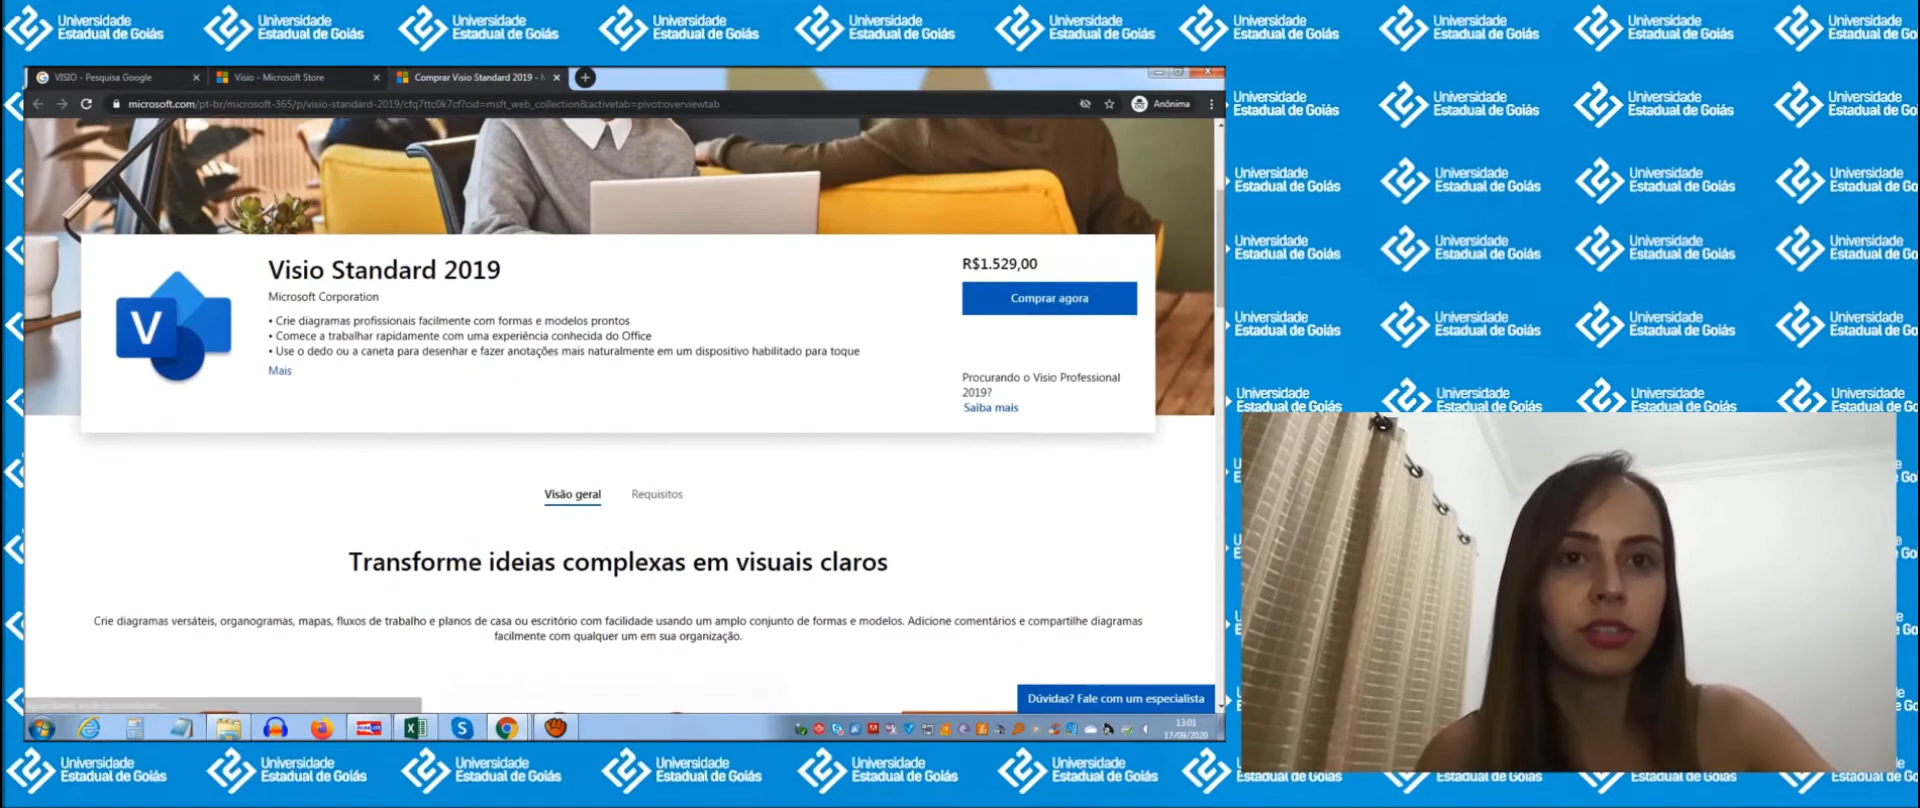 Universidade Estadual de Goiás
VISIO - Pesquisa Google
Visio - Microsoft Store
Comprar Visio Standard 2019 -
microsoft.com/pt-br/microsoft-365/p/visio-standard-2019/cfq7ttc0k7cf?cid=msft_web_collection&activetab=pivot:overviewtab
Anônima
Visio Standard 2019
Microsoft Corporation
• Crie diagramas profissionais facilmente com formas e modelos prontos
• Comece a trabalhar rapidamente com uma experiência conhecida do Office
• Use o dedo ou a caneta para desenhar e fazer anotações mais naturalmente em um dispositivo habilitado para toque
Mais
R$1.529,00
Comprar agora
Procurando o Visio Professional
2019?
Saiba mais
V
Visão geral
Requisitos
Transforme ideias complexas em visuais claros
Crie diagramas versáteis, organogramas, mapas, fluxos de trabalho e planos de casa ou escritório com facilidade usando um amplo conjunto de formas e modelos. Adicione comentários e compartilhe diagramas
facilmente com qualquer um em sua organização.
Dúvidas? Fale com um especialista
13:01
17/09/2020